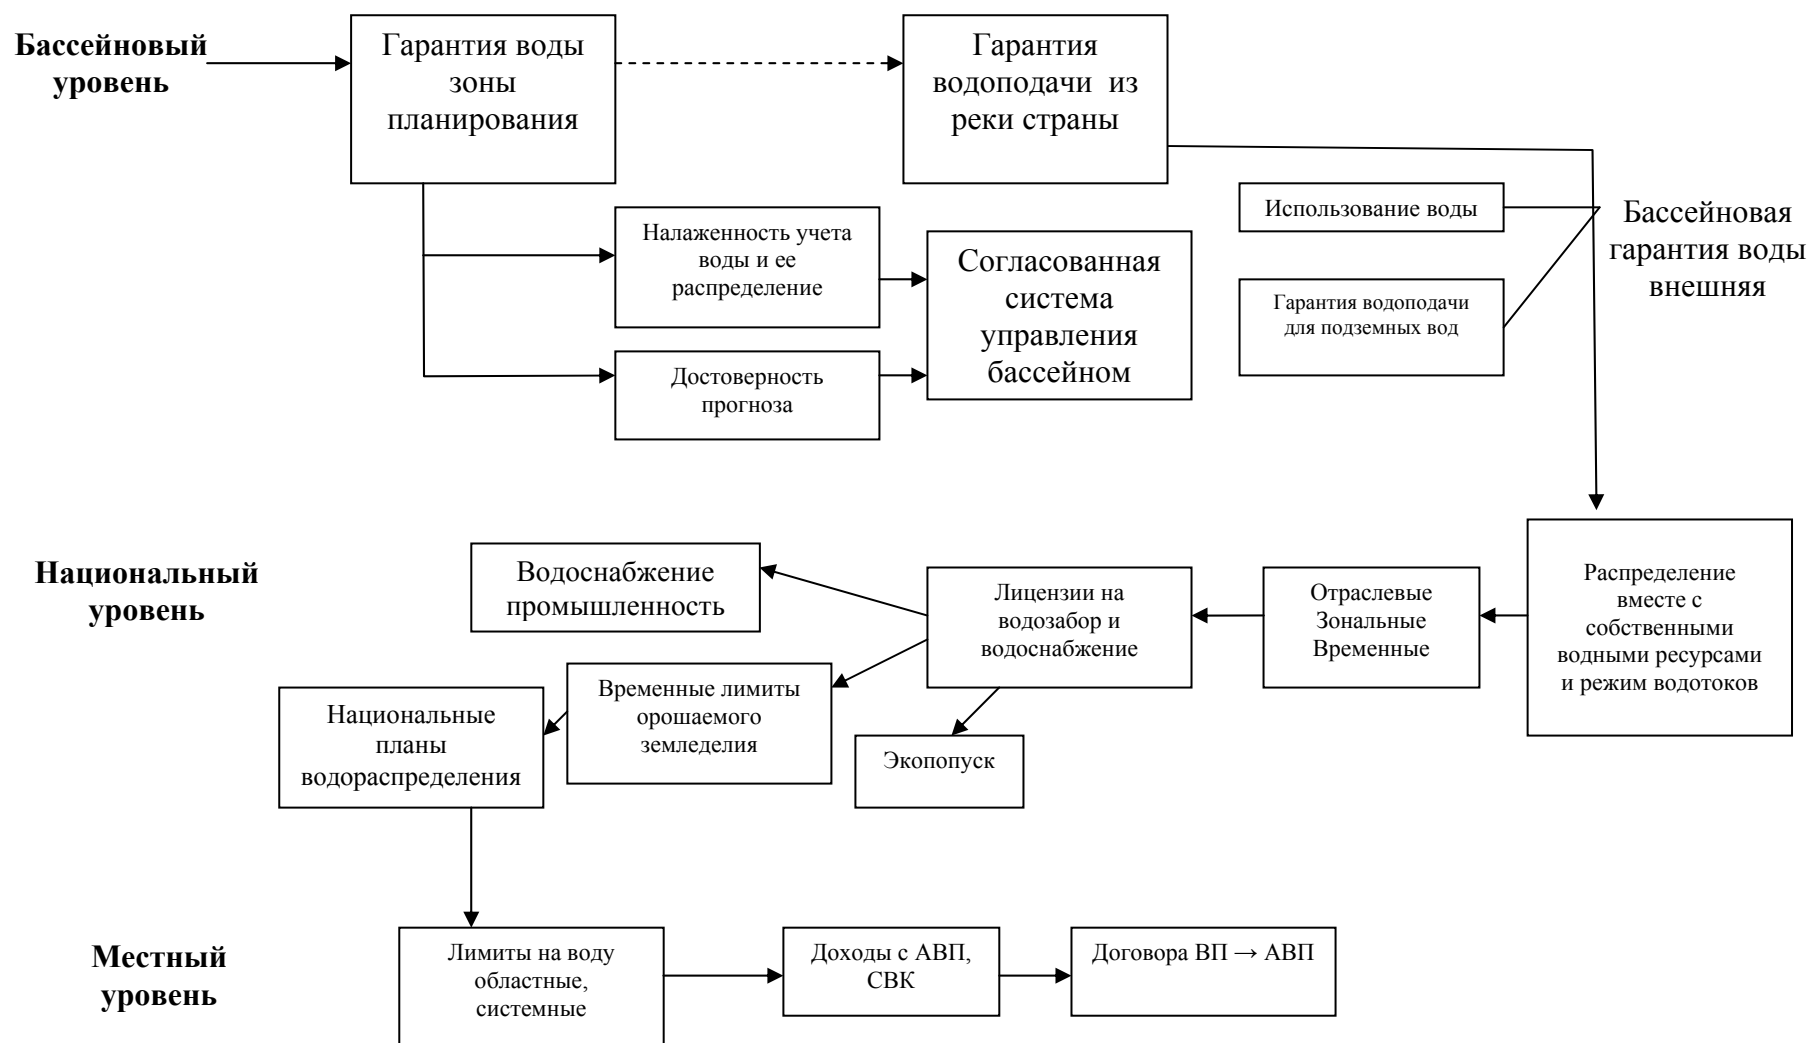 Бассейновый
уровень
Гарантия воды
зоны
планирования
Гарантия
водоподачи из
реки страны
Налаженность учета
воды и ее
распределение
Достоверность
прогноза
Согласованная
система
управления
бассейном
Использование воды
Гарантия водоподачи
для подземных вод
Бассейновая
гарантия воды
внешняя
Национальный
уровень
Водоснабжение
промышленность
Национальные
планы
водораспределения
Временные лимиты
орошаемого
земледелия
Лицензии на
водозабор и
водоснабжение
Экопопуск
Отраслевые
Зональные
Временные
Распределение
вместе с
собственными
водными ресурсами
и режим водотоков
Местный
уровень
Лимиты на воду
областные,
системные
Доходы с АВП,
СВК
Договора ВП → АВП